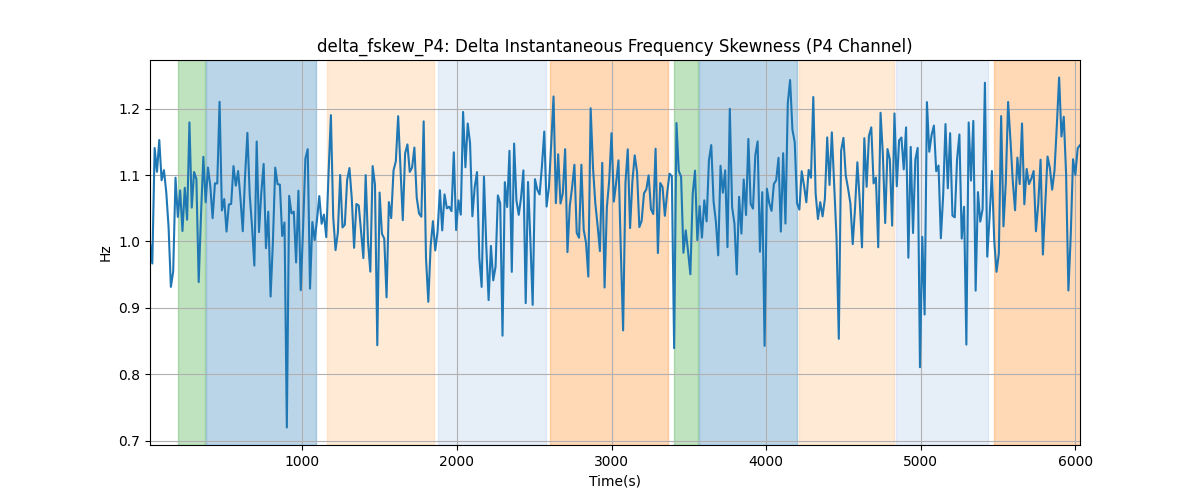 delta_fskew_P4: Delta Instantaneous Frequency Skewness (P4 Channel)
Hz
1.2
1.1
1.0
0.9
0.8
0.7
1000 2000 3000 4000 5000 6000
Time(s)